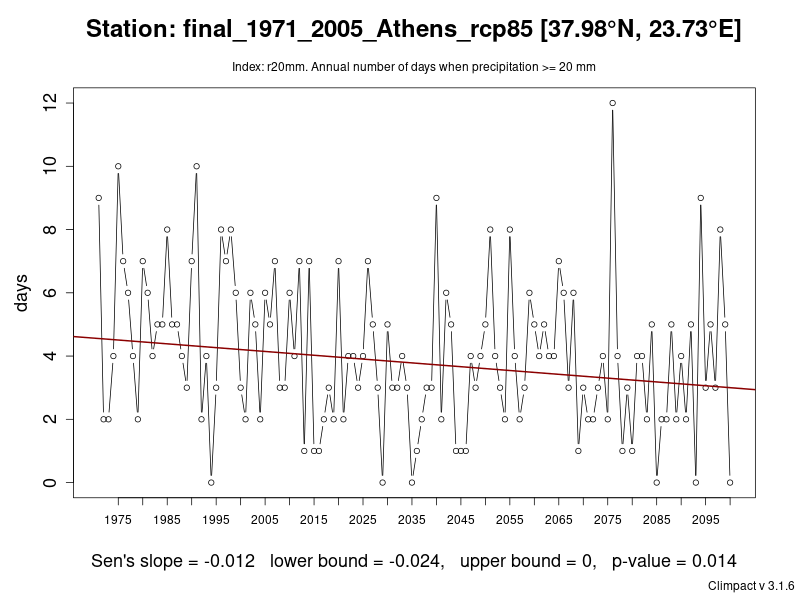 Station: final_1971_2005_Athens_rcp85 [37.98°N, 23.73°E]
Index: r20mm. Annual number of days when precipitation >= 20 mm
12
10
8
6
4
2
0
days
1975 1985 1995 2005 2015 2025 2035 2045 2055 2065 2075 2085 2095
Sen's slope = -0.012 lower bound = -0.024, upper bound = 0, p-value = 0.014
Climpact v 3.1.6